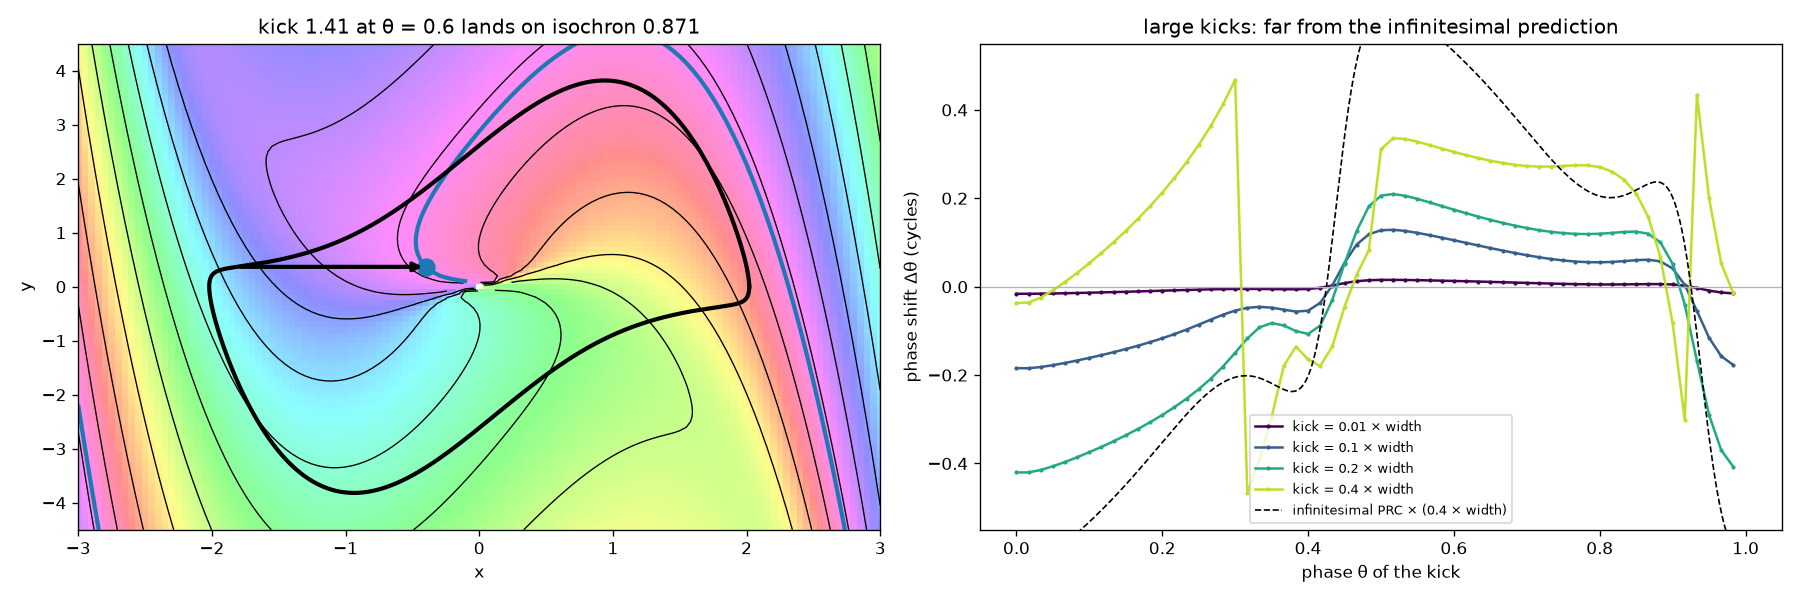 kick 1.41 at θ = 0.6 lands on isochron 0.871
y
4
3
2
1
0
−1
−2
−3
−4
−3
−2
−1
0
1
2
3
x
large kicks: far from the infinitesimal prediction
phase shift Δθ (cycles)
0.4
0.2
0.0
−0.2
−0.4
kick = 0.01 × width
kick = 0.1 × width
kick = 0.2 × width
kick = 0.4 × width
infinitesimal PRC × (0.4 × width)
0.0
0.2
0.4
0.6
0.8
1.0
phase θ of the kick